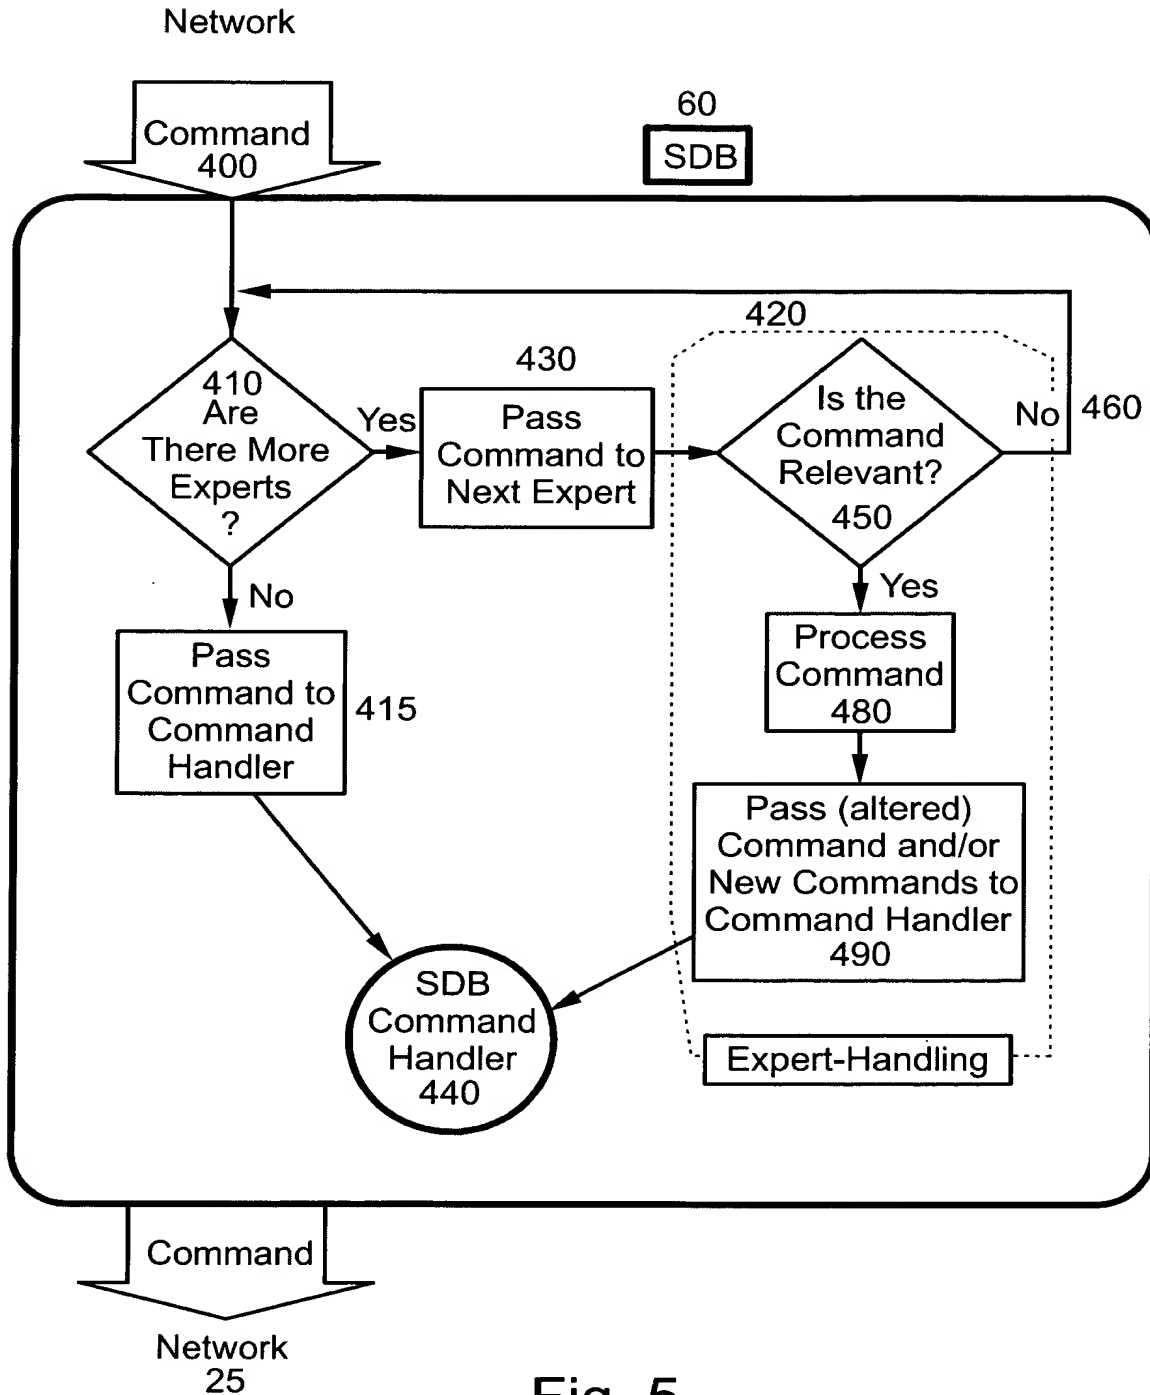 Network
Command
400
60
SDB
420
430
410
Are
There More
Experts
?
Yes
Pass
Command to
Next Expert
Is the
Command
Relevant?
450
No
460
No
Yes
Pass
Command to
Command
Handler
415
Process
Command
480
Pass (altered)
Command and/or
New Commands to
Command Handler
490
SDB
Command
Handler
440
Expert-Handling
Command
Network
25
Fig. 5